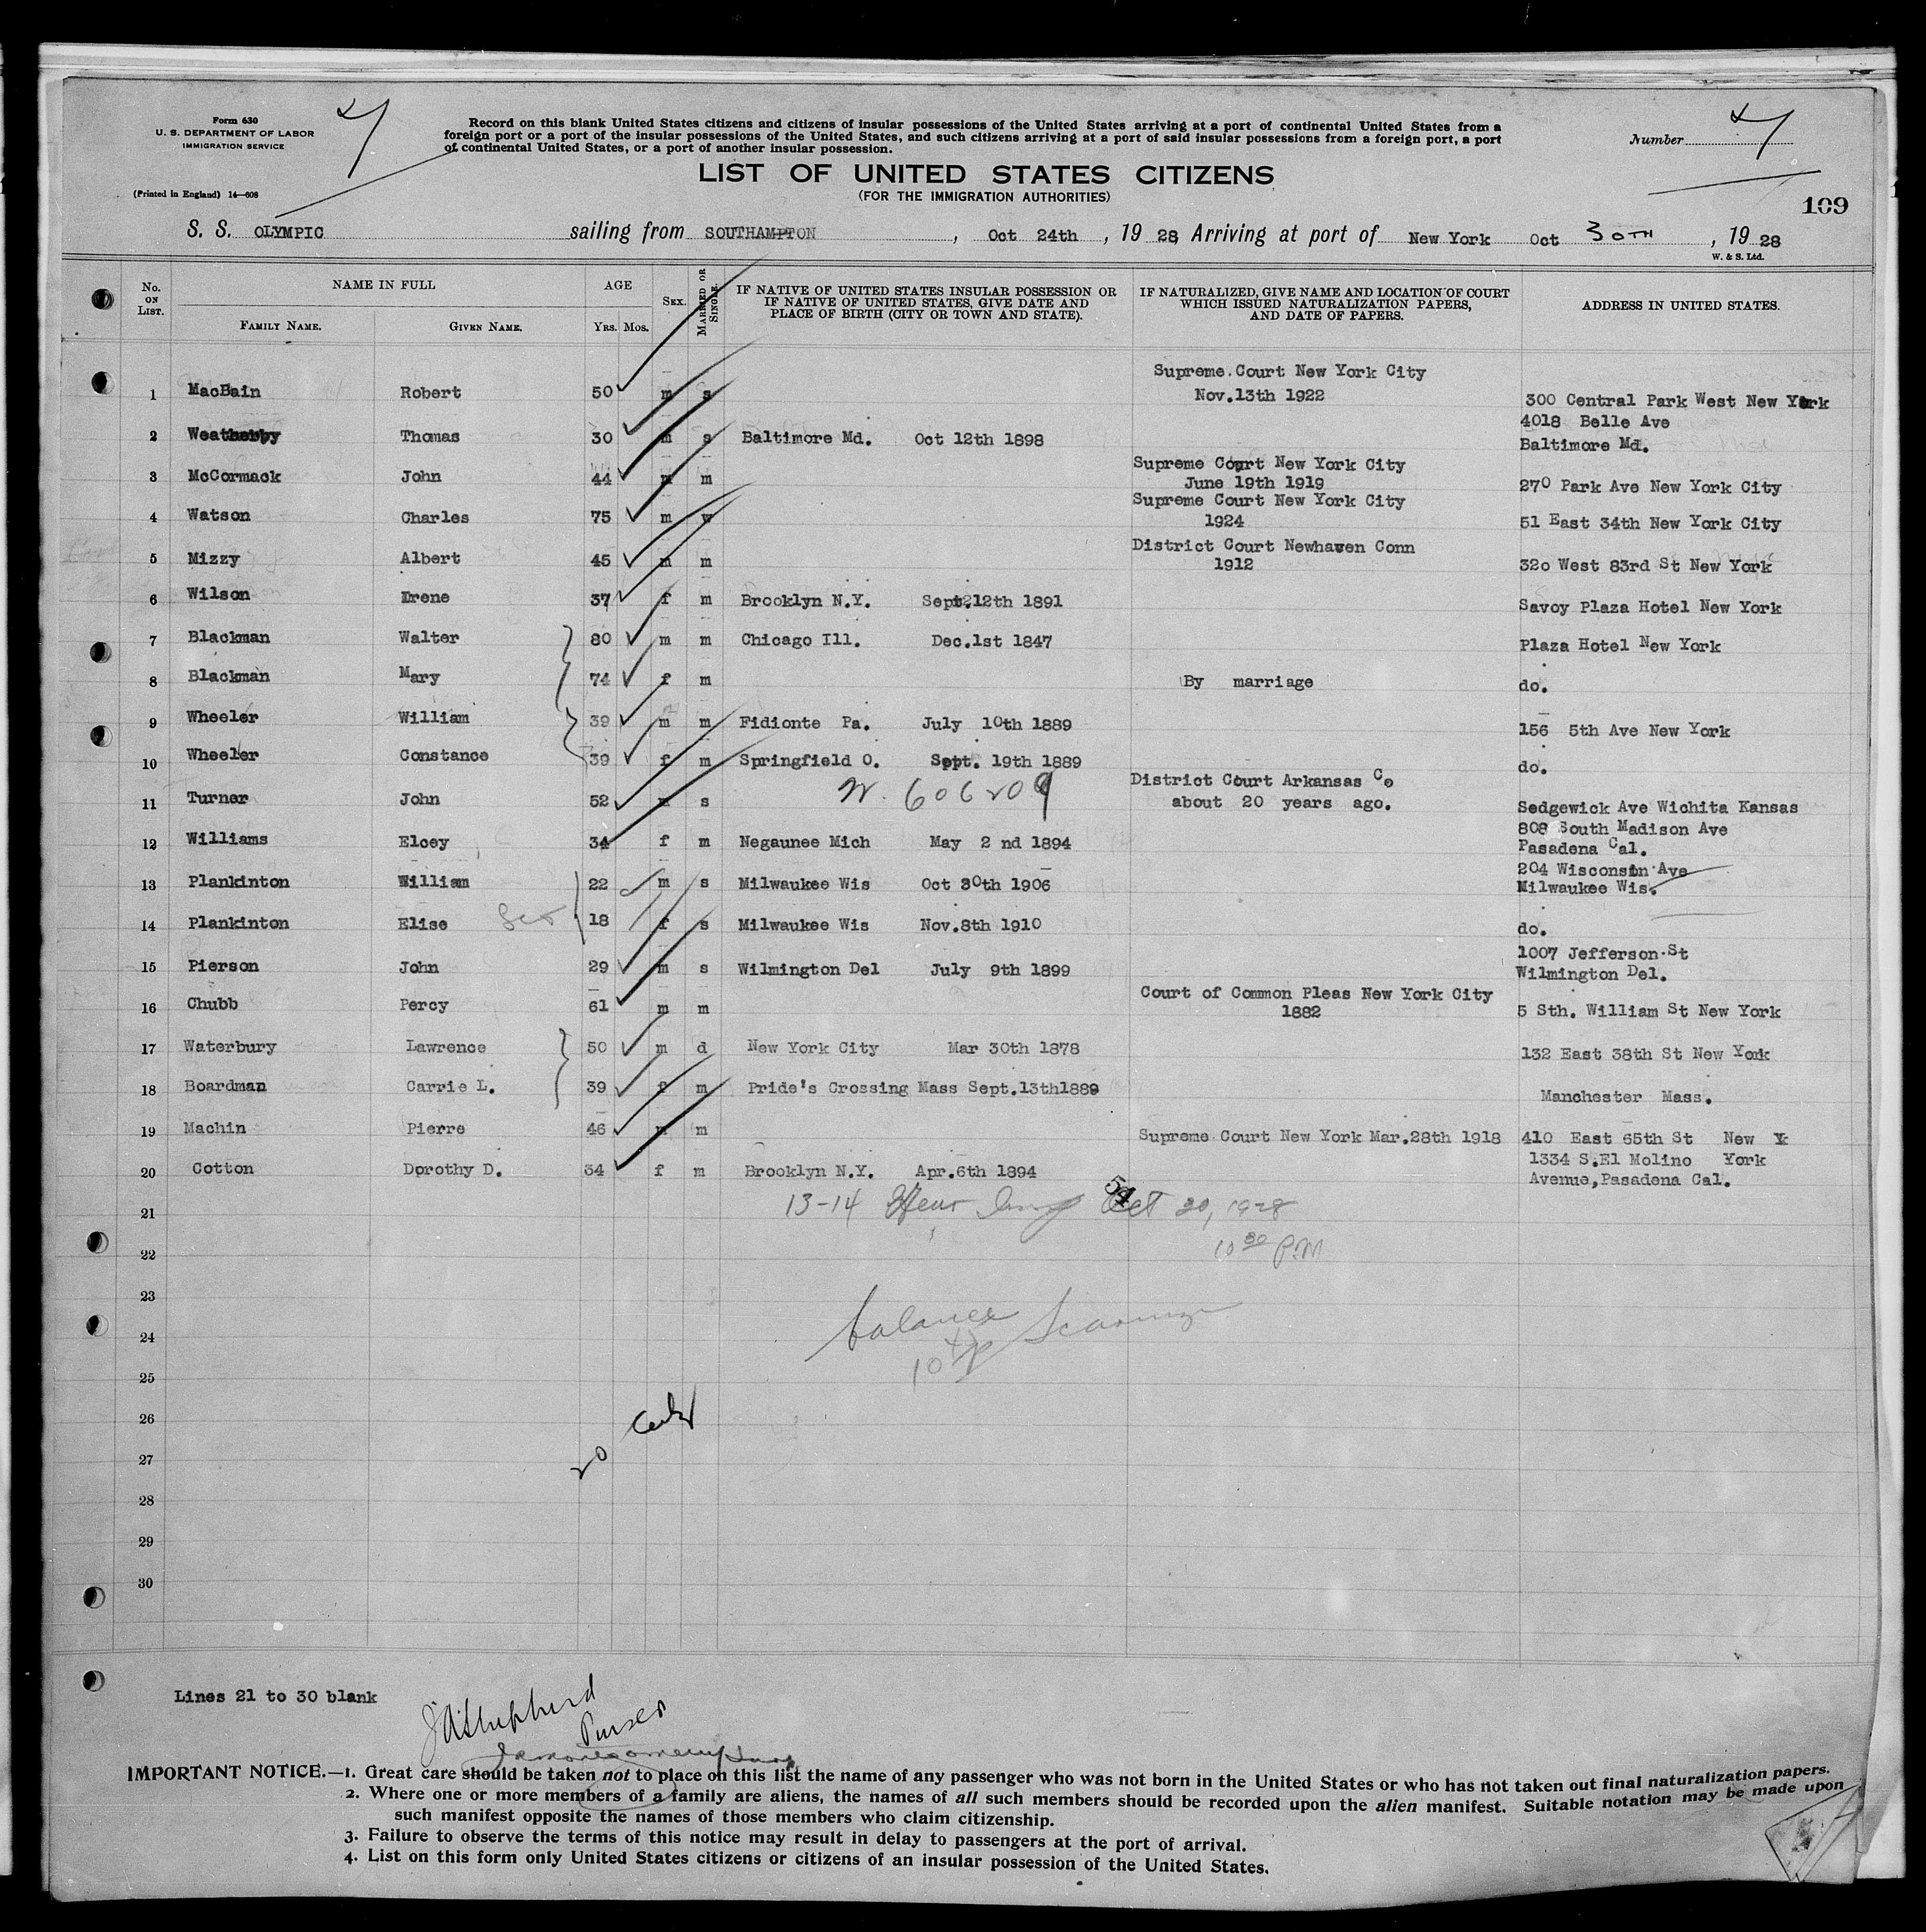 Form 630
U. S. DEPARTMENT OF LABOR
IMMIGRATION SERVICE
(Printed in England) 14—608
Record on this blank United States citizens and citizens of insular possessions of the United States arriving at a port of continental United States from a
foreign port or a port of the insular possessions of the United States, and such citizens arriving at a port of said insular possessions from a foreign port, a port
of continental United States, or a port of another insular possession.
Number
LIST OF UNITED STATES CITIZENS
(FOR THE IMMIGRATION AUTHORITIES)
109
S. S. OLYMPIC sailing from SOUTHAMPTON, Oct 24th, 19 28, Arriving at port of New York Oct 30TH, 19 28
W. & S. Ltd.
No. ON LIST. NAME IN FULL AGE SEX. MARRIED OR SINGLE. IF NATIVE OF UNITED STATES INSULAR POSSESSION OR IF NATIVE OF UNITED STATES, GIVE DATE AND PLACE OF BIRTH (CITY OR TOWN AND STATE). IF NATURALIZED, GIVE NAME AND LOCATION OF COURT WHICH ISSUED NATURALIZATION PAPERS, AND DATE OF PAPERS. ADDRESS IN UNITED STATES.
FAMILY NAME. GIVEN NAME. YRS. MOS.
1 MacBain Robert 50 m s Supreme Court New York City Nov.13th 1922 300 Central Park West New York
2 Weatherby Thomas 30 m s Baltimore Md. Oct 12th 1898 4018 Belle Ave Baltimore Md.
3 McCormack John 44 m m Supreme Court New York City June 19th 1919 270 Park Ave New York City
4 Watson Charles 75 m w Supreme Court New York City 1924 51 East 34th New York City
5 Mizzy Albert 45 m m District Court Newhaven Conn 1912 320 West 83rd St New York
6 Wilson Irene 37 f m Brooklyn N.Y. Sept.12th 1891 Savoy Plaza Hotel New York
7 Blackman Walter 80 m m Chicago Ill. Dec.1st 1847 Plaza Hotel New York
8 Blackman Mary 74 f m By marriage do.
9 Wheeler William 39 m m Fidionte Pa. July 10th 1889 156 5th Ave New York
10 Wheeler Constance 39 f m Springfield O. Sept. 19th 1889 do.
11 Turner John 52 m s District Court Arkansas Co about 20 years ago. Sedgewick Ave Wichita Kansas
12 Williams Elcey 34 f m Negaunee Mich May 2 nd 1894 808 South Madison Ave Pasadena Cal.
13 Plankinton William 22 m s Milwaukee Wis Oct 30th 1906 204 Wisconsin Ave Milwaukee Wis.
14 Plankinton Elise 18 f s Milwaukee Wis Nov.8th 1910 do.
15 Pierson John 29 m s Wilmington Del July 9th 1899 1007 Jefferson St Wilmington Del.
16 Chubb Percy 61 m m Court of Common Pleas New York City 1882 5 Sth. William St New York
17 Waterbury Lawrence 50 m d New York City Mar 30th 1878 132 East 38th St New York
18 Boardman Carrie L. 39 f m Pride's Crossing Mass Sept.13th1889 Manchester Mass.
19 Machin Pierre 46 m m Supreme Court New York Mar.28th 1918 410 East 65th St New York
20 Cotton Dorothy D. 34 f m Brooklyn N.Y. Apr.6th 1894 1334 S.El Molino Avenue,Pasadena Cal.
21 13-14 Oct 30, 1928
22 10 30 P.M
23
24 balance
25
26
27 20
28
29
30
Lines 21 to 30 blank
JAShepherd
Purser
IMPORTANT NOTICE.—1. Great care should be taken not to place on this list the name of any passenger who was not born in the United States or who has not taken out final naturalization papers.
2. Where one or more members of a family are aliens, the names of all such members should be recorded upon the alien manifest. Suitable notation may be made upon
such manifest opposite the names of those members who claim citizenship.
3. Failure to observe the terms of this notice may result in delay to passengers at the port of arrival.
4. List on this form only United States citizens or citizens of an insular possession of the United States.